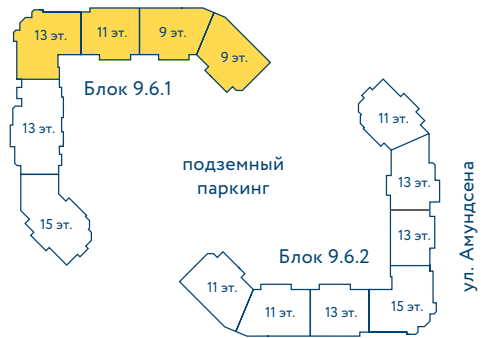 13 эт.
11 эт.
9 эт.
9 эт.
Блок 9.6.1
13 эт.
15 эт.
подземный
паркинг
11 эт.
13 эт.
13 эт.
ул. Амундсена
Блок 9.6.2
11 эт.
11 эт.
13 эт.
15 эт.